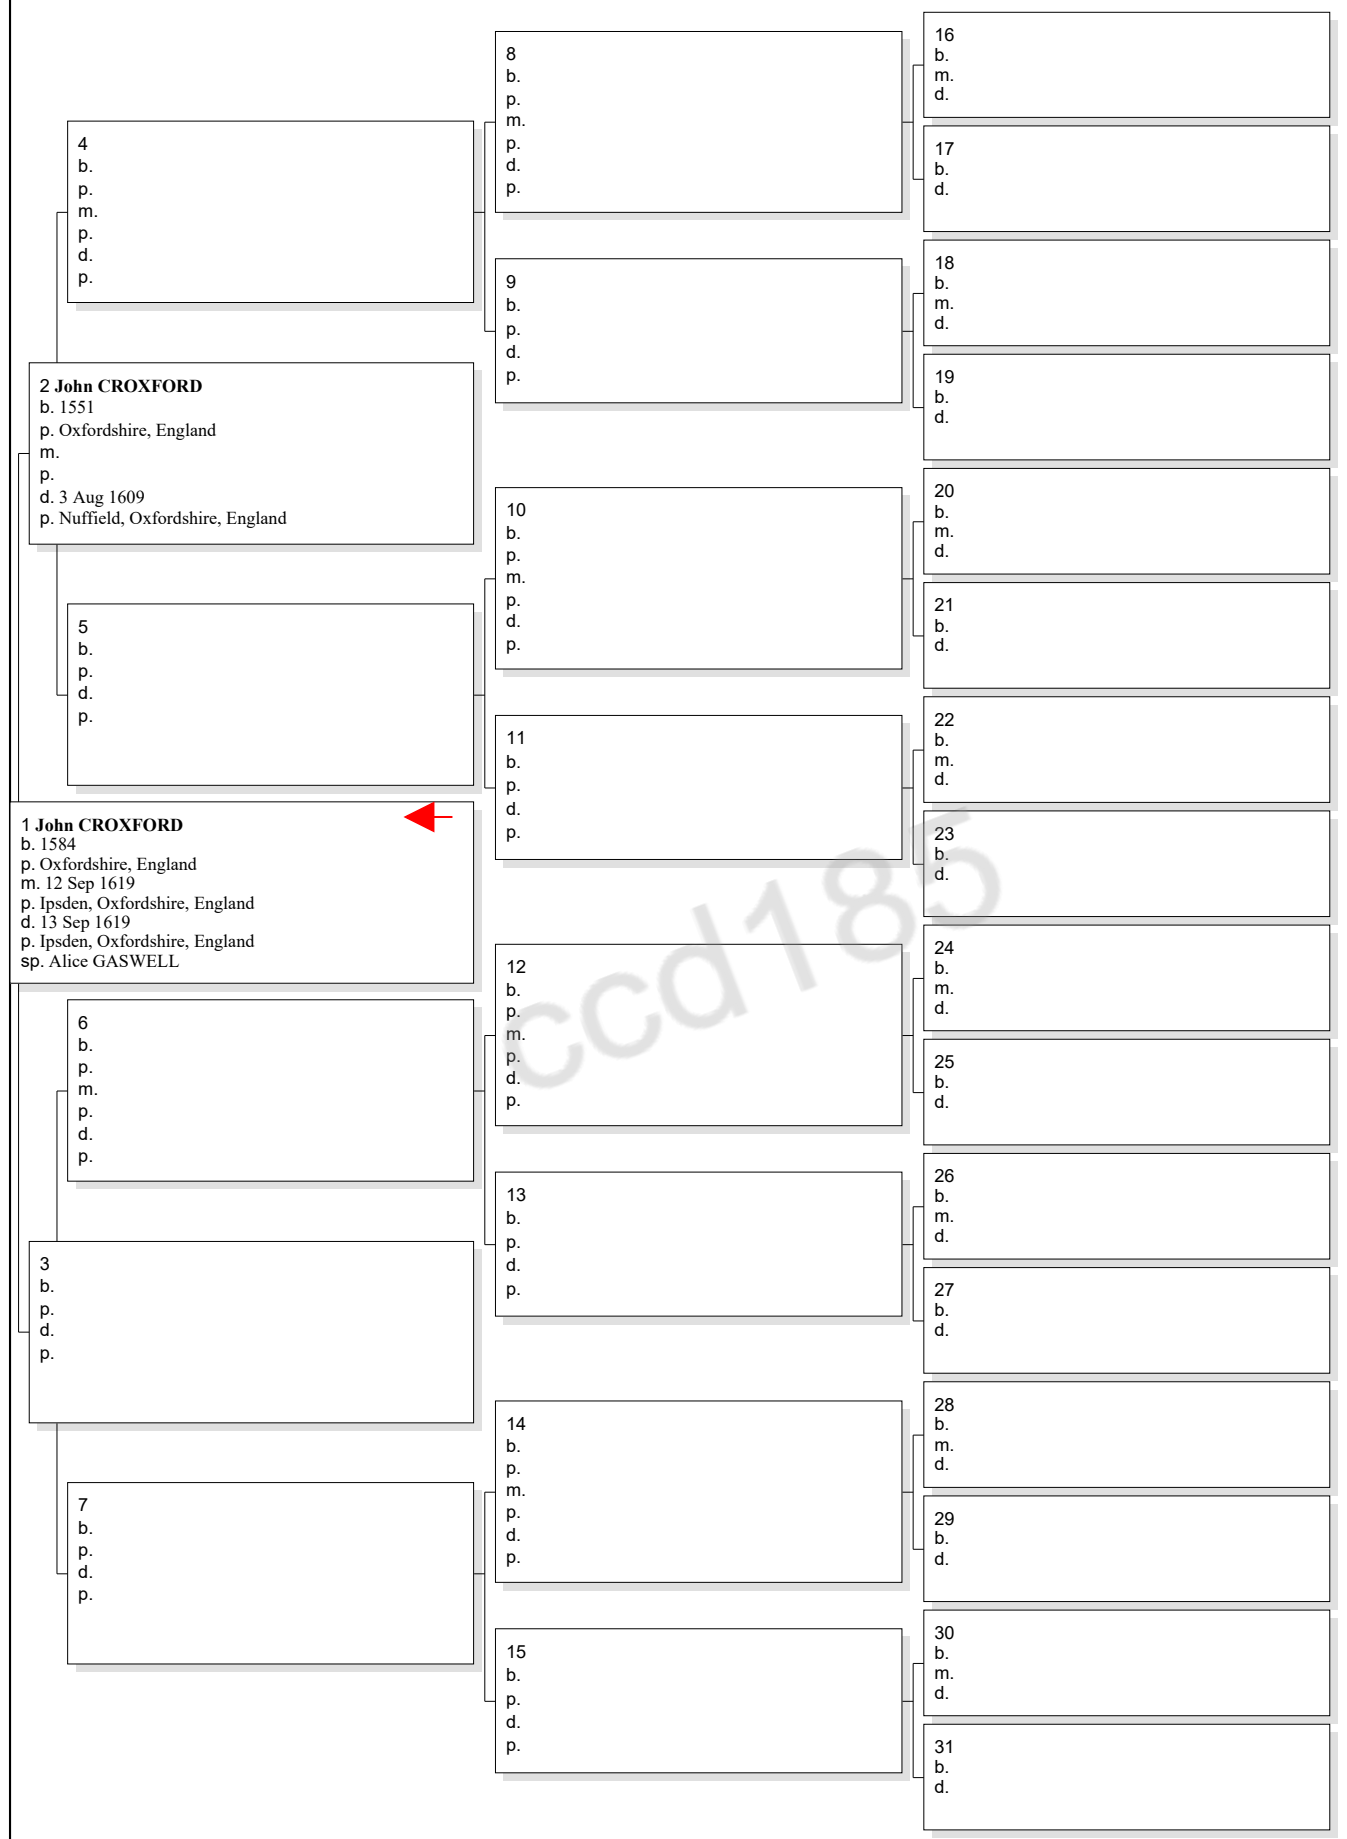 16
b.
m.
d.
8
b.
p.
m.
p.
d.
p.
17
b.
d.
4
b.
p.
m.
p.
d.
p.
18
b.
m.
d.
9
b.
p.
d.
p.
19
b.
d.
2 John CROXFORD
b. 1551
p. Oxfordshire, England
m.
p.
d. 3 Aug 1609
p. Nuffield, Oxfordshire, England
20
b.
m.
d.
10
b.
p.
m.
p.
d.
p.
21
b.
d.
5
b.
p.
d.
p.
22
b.
m.
d.
11
b.
p.
d.
p.
23
b.
d.
1 John CROXFORD
b. 1584
p. Oxfordshire, England
m. 12 Sep 1619
p. Ipsden, Oxfordshire, England
d. 13 Sep 1619
p. Ipsden, Oxfordshire, England
sp. Alice GASWELL
ccd185
24
b.
m.
d.
12
b.
p.
m.
p.
d.
p.
25
b.
d.
6
b.
p.
m.
p.
d.
p.
26
b.
m.
d.
13
b.
p.
d.
p.
27
b.
d.
3
b.
p.
d.
p.
28
b.
m.
d.
14
b.
p.
m.
p.
d.
p.
29
b.
d.
7
b.
p.
d.
p.
30
b.
m.
d.
15
b.
p.
d.
p.
31
b.
d.